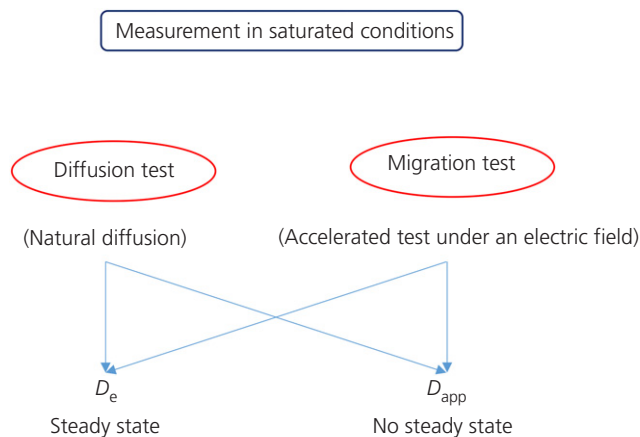 Measurement in saturated conditions
Diffusion test
Migration test
(Natural diffusion)
(Accelerated test under an electric field)
De
Dapp
Steady state
No steady state